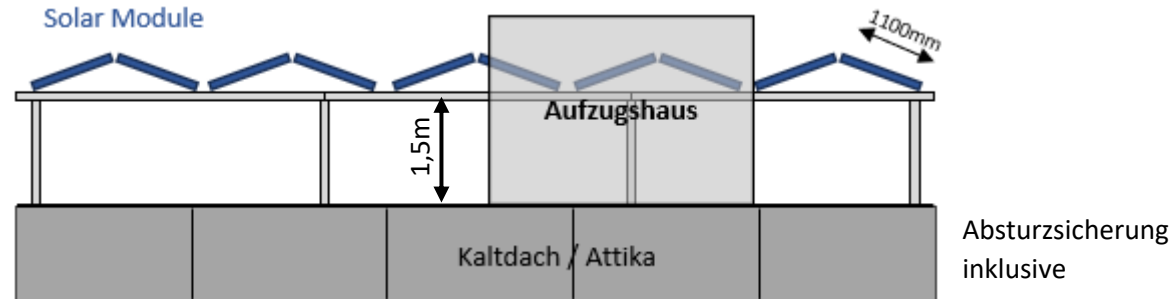 Solar Module
1100mm
Aufzugshaus
1,5m
Kaltdach / Attika
Absturzsicherung
inklusive